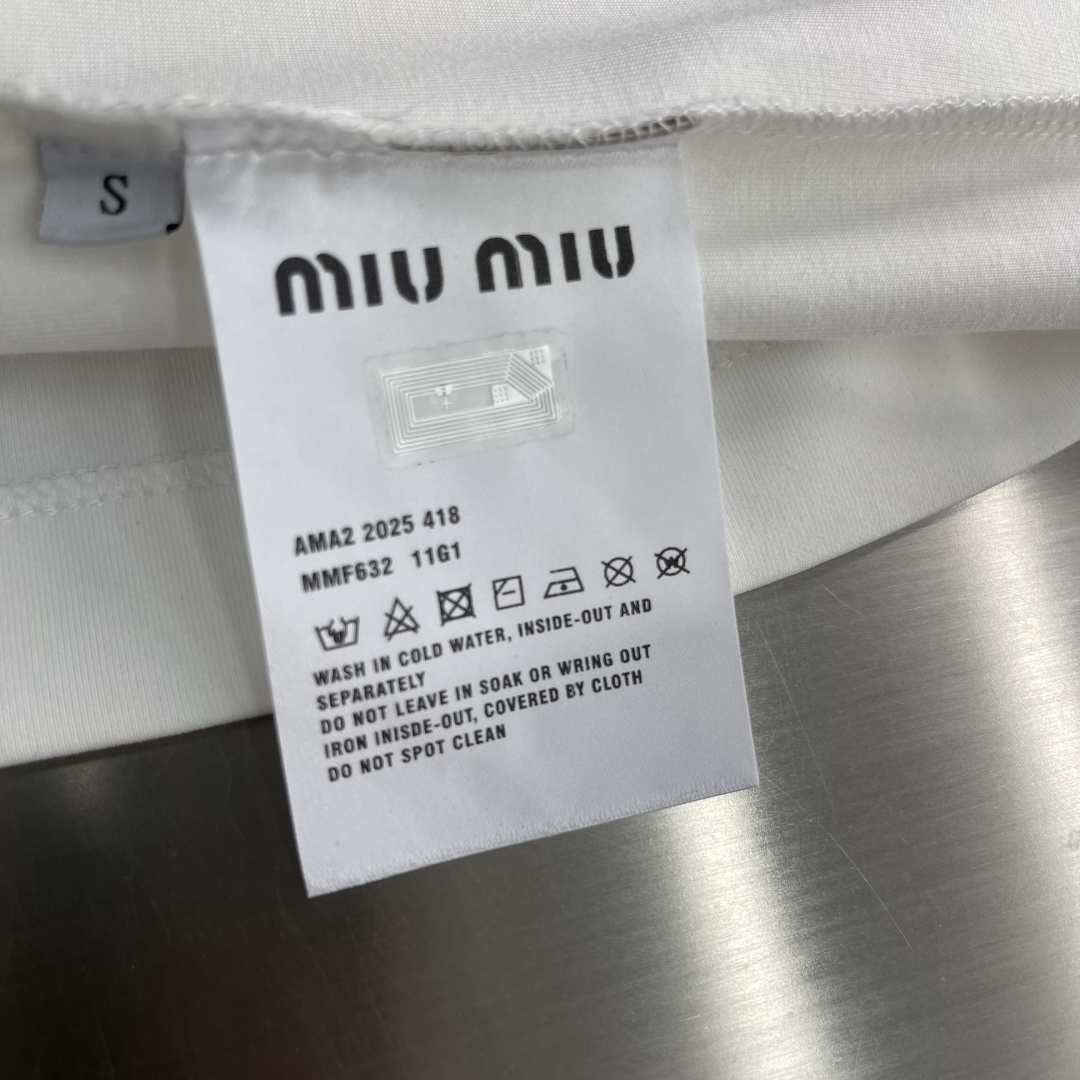 S
MIU MIU
AMA2 2025 418
MMF632 11G1
WASH IN COLD WATER, INSIDE-OUT AND
SEPARATELY
DO NOT LEAVE IN SOAK OR WRING OUT
IRON INISDE-OUT, COVERED BY CLOTH
DO NOT SPOT CLEAN